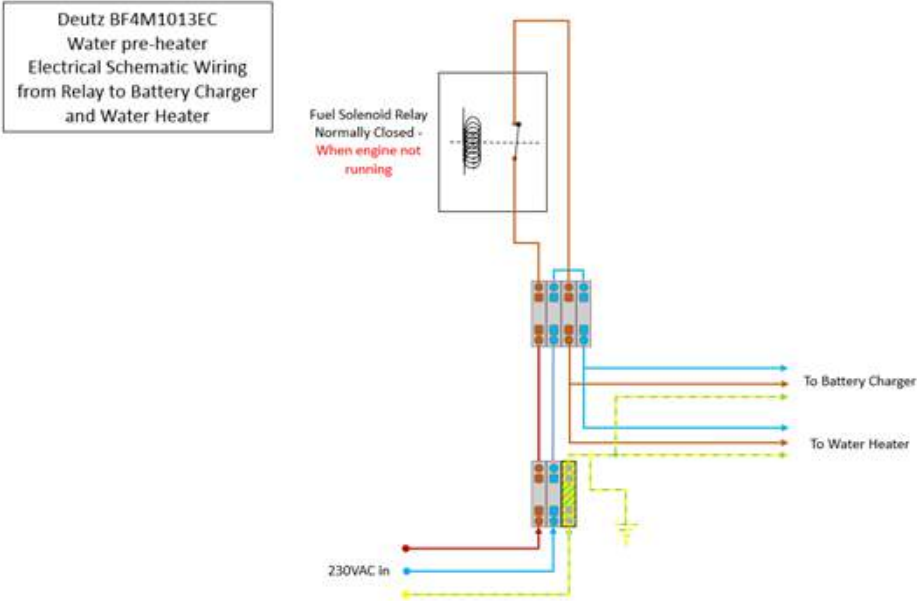 Deutz BF4M1013EC
Water pre-heater
Electrical Schematic Wiring
from Relay to Battery Charger
and Water Heater
Fuel Solenoid Relay
Normally Closed -
When engine not
running
To Battery Charger
To Water Heater
230VAC in